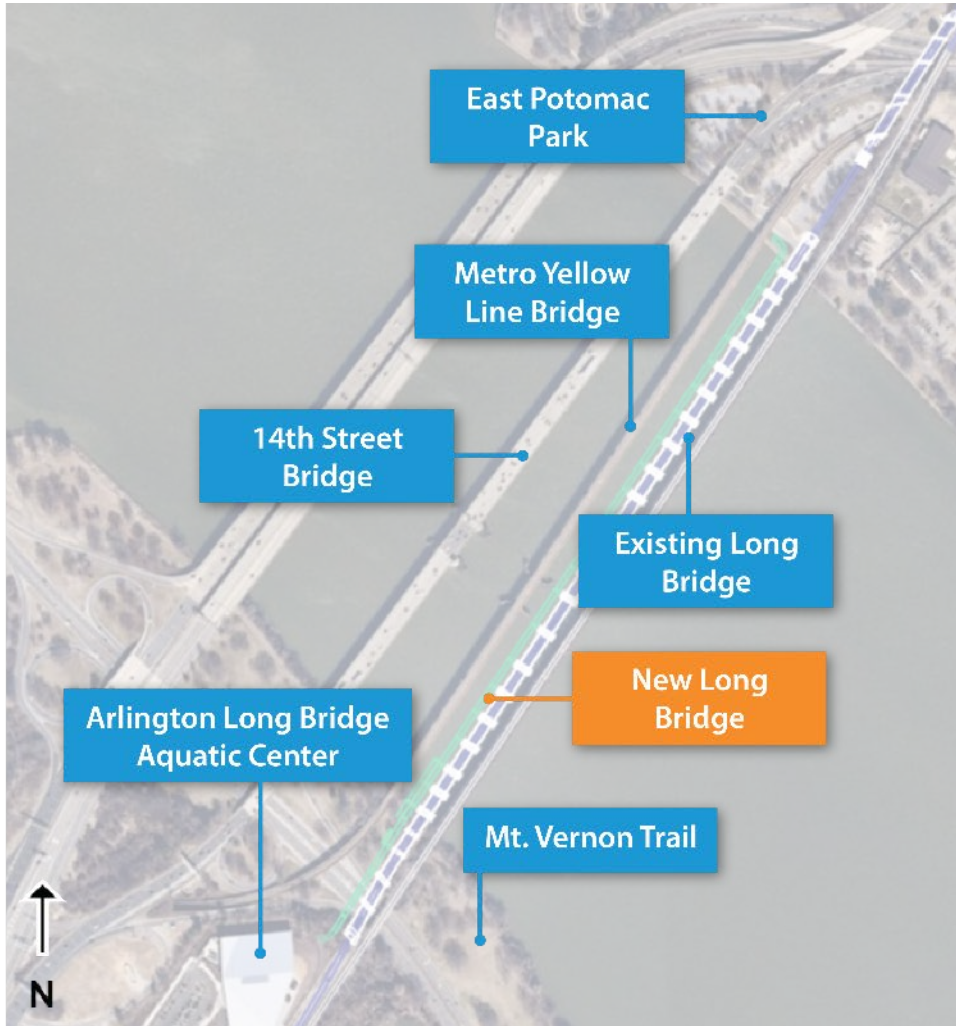 East Potomac
Park
Metro Yellow
Line Bridge
14th Street
Bridge
Existing Long
Bridge
New Long
Bridge
Arlington Long Bridge
Aquatic Center
Mt. Vernon Trail
N